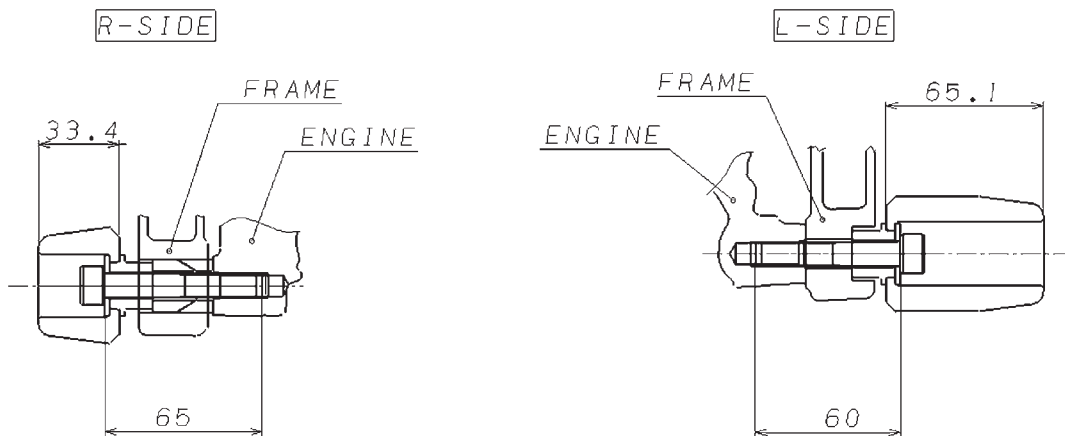 R-SIDE
L-SIDE
FRAME
ENGINE
33.4
FRAME
ENGINE
65.1
65
60